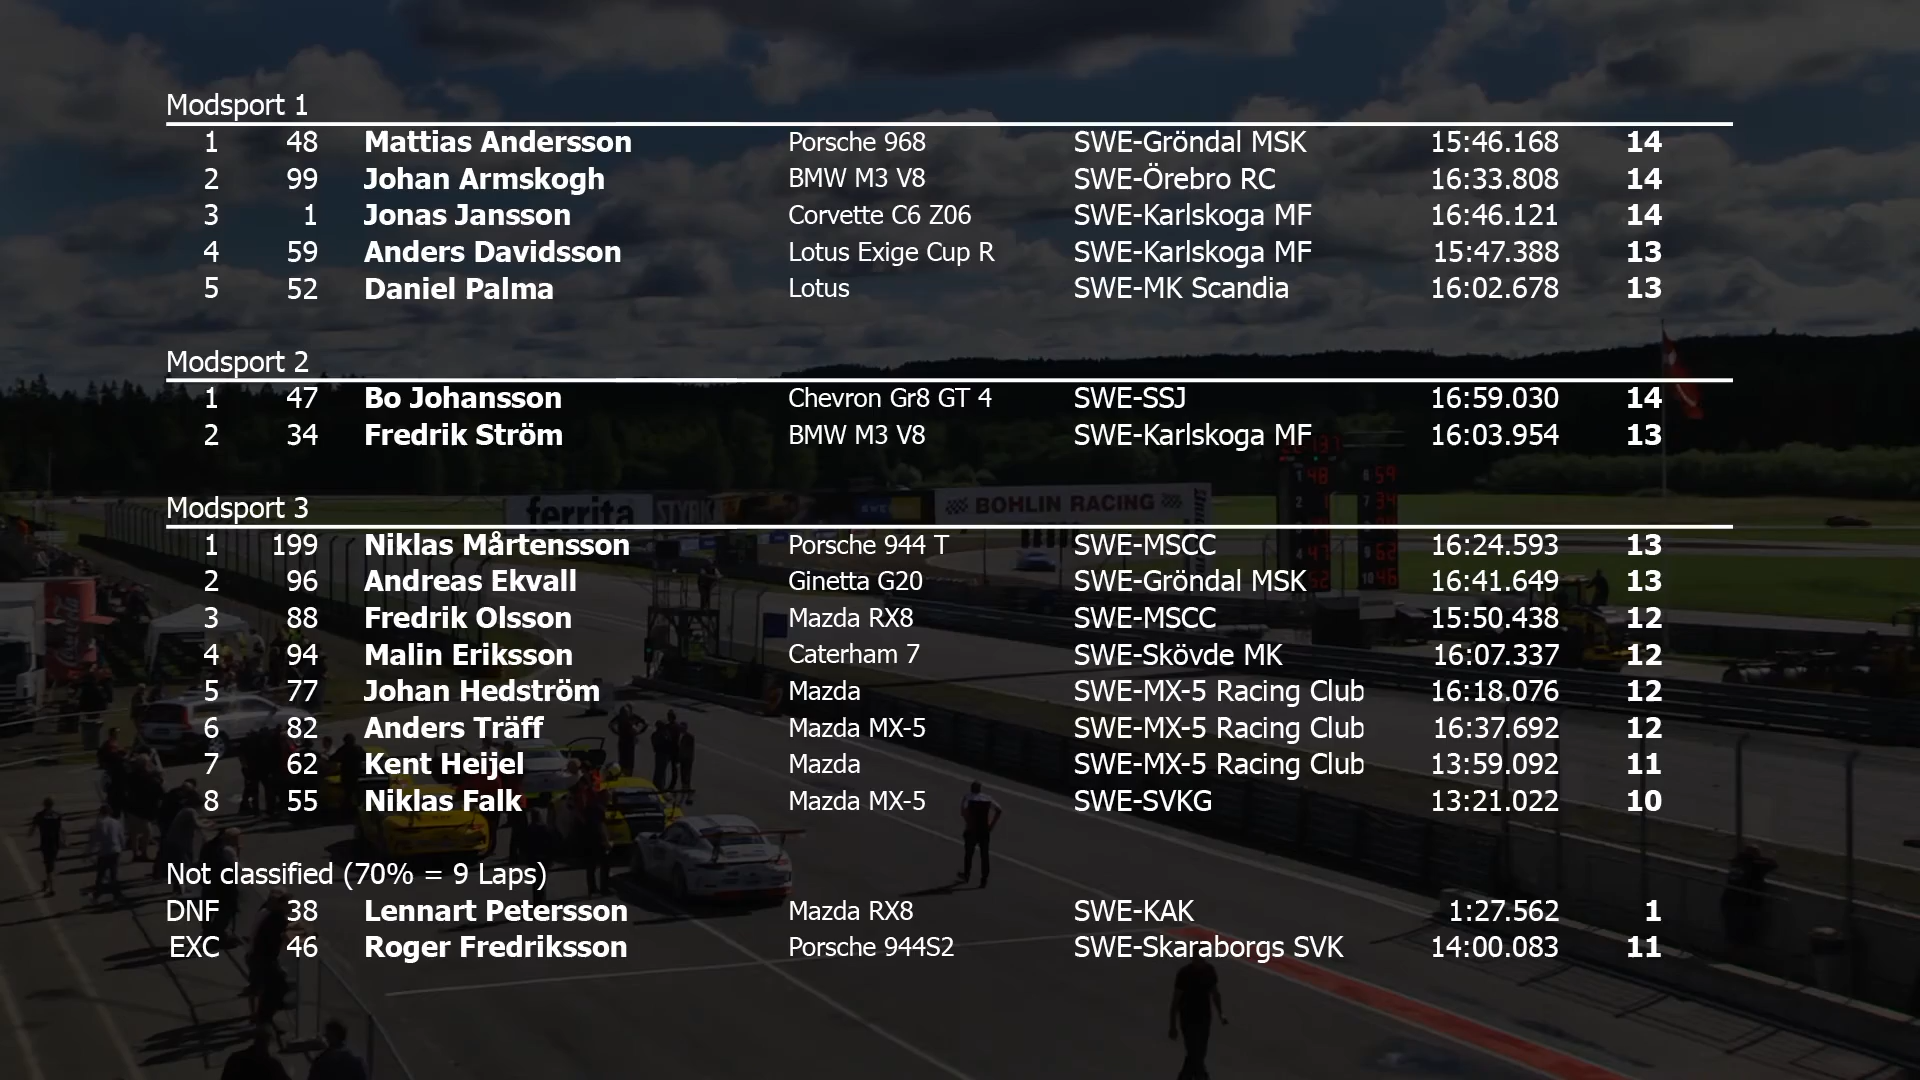 Modsport 1
1 48 Mattias Andersson Porsche 968 SWE-Gröndal MSK 15:46.168 14
2 99 Johan Armskogh BMW M3 V8 SWE-Örebro RC 16:33.808 14
3 1 Jonas Jansson Corvette C6 Z06 SWE-Karlskoga MF 16:46.121 14
4 59 Anders Davidsson Lotus Exige Cup R SWE-Karlskoga MF 15:47.388 13
5 52 Daniel Palma Lotus SWE-MK Scandia 16:02.678 13
Modsport 2
1 47 Bo Johansson Chevron Gr8 GT 4 SWE-SSJ 16:59.030 14
2 34 Fredrik Ström BMW M3 V8 SWE-Karlskoga MF 16:03.954 13
Modsport 3
ferrita
BOHLIN RACING
1 199 Niklas Mårtensson Porsche 944 T SWE-MSCC 16:24.593 13
2 96 Andreas Ekvall Ginetta G20 SWE-Gröndal MSK 16:41.649 13
3 88 Fredrik Olsson Mazda RX8 SWE-MSCC 15:50.438 12
4 94 Malin Eriksson Caterham 7 SWE-Skövde MK 16:07.337 12
5 77 Johan Hedström Mazda SWE-MX-5 Racing Club 16:18.076 12
6 82 Anders Träff Mazda MX-5 SWE-MX-5 Racing Club 16:37.692 12
7 62 Kent Heijel Mazda SWE-MX-5 Racing Club 13:59.092 11
8 55 Niklas Falk Mazda MX-5 SWE-SVKG 13:21.022 10
Not classified (70% = 9 Laps)
DNF 38 Lennart Petersson Mazda RX8 SWE-KAK 1:27.562 1
EXC 46 Roger Fredriksson Porsche 944S2 SWE-Skaraborgs SVK 14:00.083 11